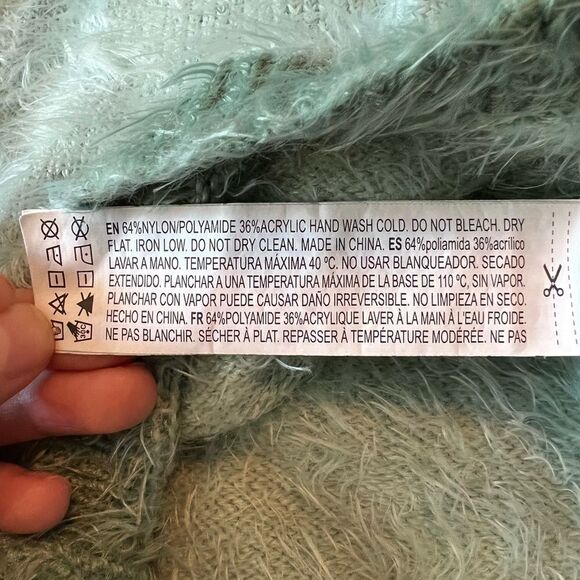 EN 64%NYLON/POLYAMIDE 36%ACRYLIC HAND WASH COLD. DO NOT BLEACH. DRY
FLAT. IRON LOW. DO NOT DRY CLEAN. MADE IN CHINA. ES 64%poliamida 36%acrílico
LAVAR A MANO. TEMPERATURA MÁXIMA 40 ºC. NO USAR BLANQUEADOR. SECADO
EXTENDIDO. PLANCHAR A UNA TEMPERATURA MÁXIMA DE LA BASE DE 110 ºC, SIN VAPOR.
PLANCHAR CON VAPOR PUEDE CAUSAR DAÑO IRREVERSIBLE. NO LIMPIEZA EN SECO.
HECHO EN CHINA. FR 64%POLYAMIDE 36%ACRYLIQUE LAVER À LA MAIN À L'EAU FROIDE.
NE PAS BLANCHIR. SÉCHER À PLAT. REPASSER À TEMPÉRATURE MODÉRÉE. NE PAS